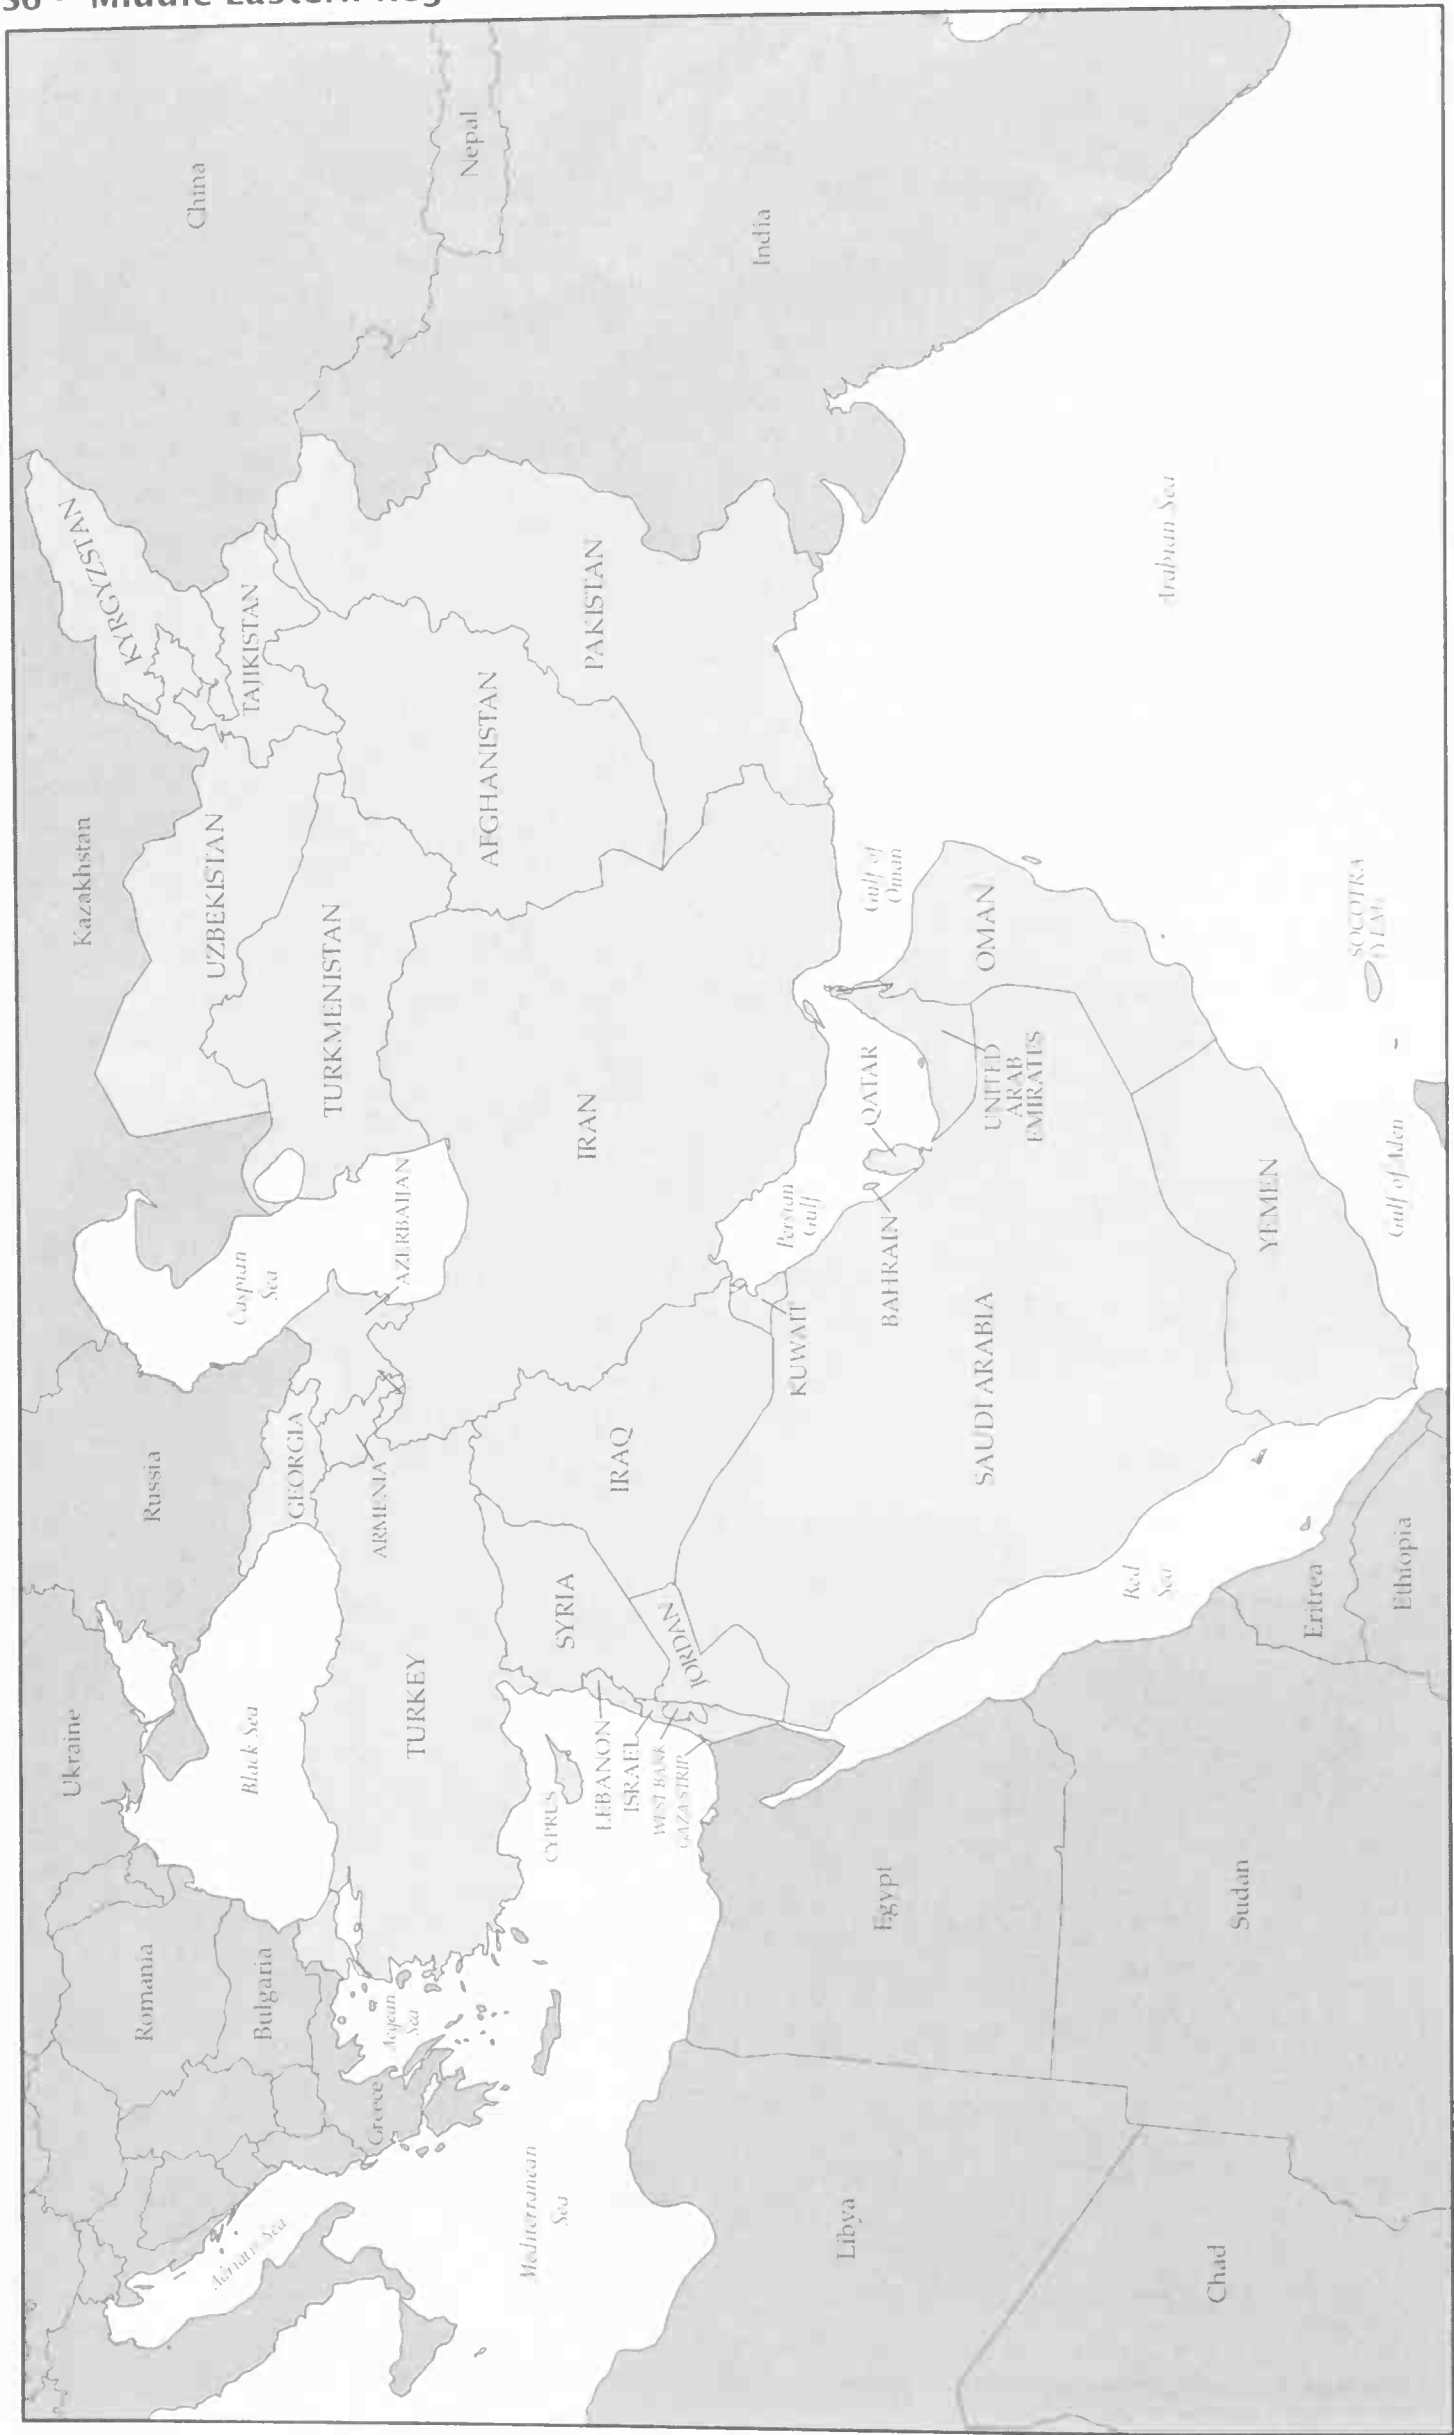 Middle Eastern
China
Nepal
India
KYRGYZSTAN
TAJIKISTAN
PAKISTAN
Arabian Sea
Kazakhstan
UZBEKISTAN
AFGHANISTAN
TURKMENISTAN
Gulf of
Oman
OMAN
SOCOTRA
IRAN
QATAR
UNITED
ARAB
EMIRATES
Caspian
Sea
AZERBAIJAN
Persian
Gulf
BAHRAIN
YEMEN
Gulf of Aden
KUWAIT
SAUDI ARABIA
Russia
GEORGIA
ARMENIA
IRAQ
SYRIA
JORDAN
Red
Sea
Eritrea
Ethiopia
Ukraine
Black Sea
TURKEY
CYPRUS
LEBANON
ISRAEL
WEST BANK
GAZA STRIP
Egypt
Sudan
Romania
Bulgaria
Aegean
Sea
Greece
Adriatic Sea
Mediterranean
Sea
Libya
Chad